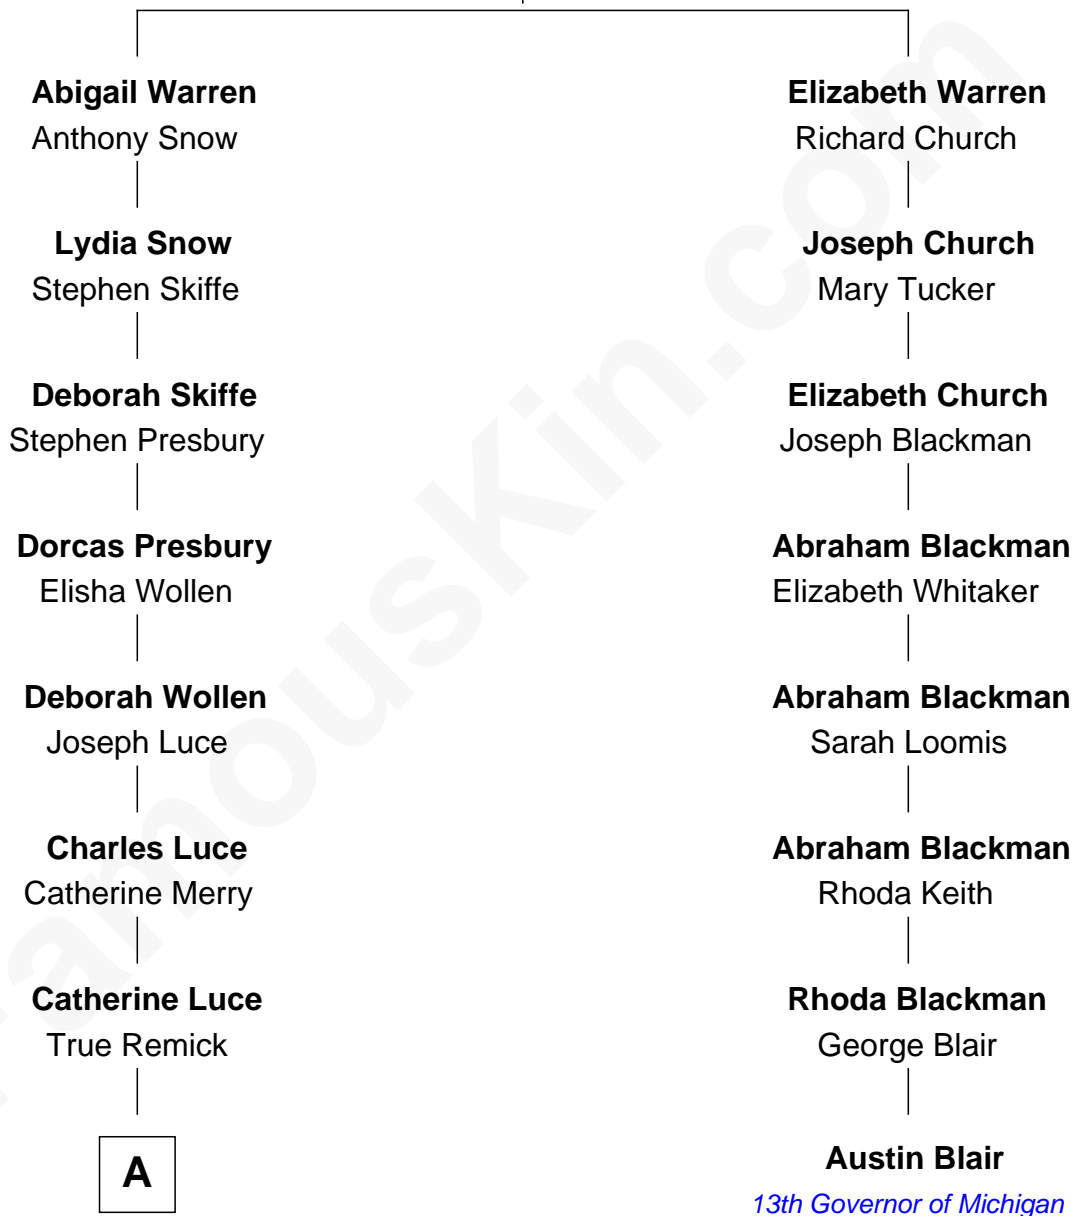 Abigail Warren
Anthony Snow
Elizabeth Warren
Richard Church
Lydia Snow
Stephen Skiffe
Joseph Church
Mary Tucker
Deborah Skiffe
Stephen Presbury
Elizabeth Church
Joseph Blackman
Dorcas Presbury
Elisha Wollen
Abraham Blackman
Elizabeth Whitaker
Deborah Wollen
Joseph Luce
Abraham Blackman
Sarah Loomis
Charles Luce
Catherine Merry
Abraham Blackman
Rhoda Keith
Catherine Luce
True Remick
Rhoda Blackman
George Blair
A
Austin Blair
13th Governor of Michigan
FamousKin.com